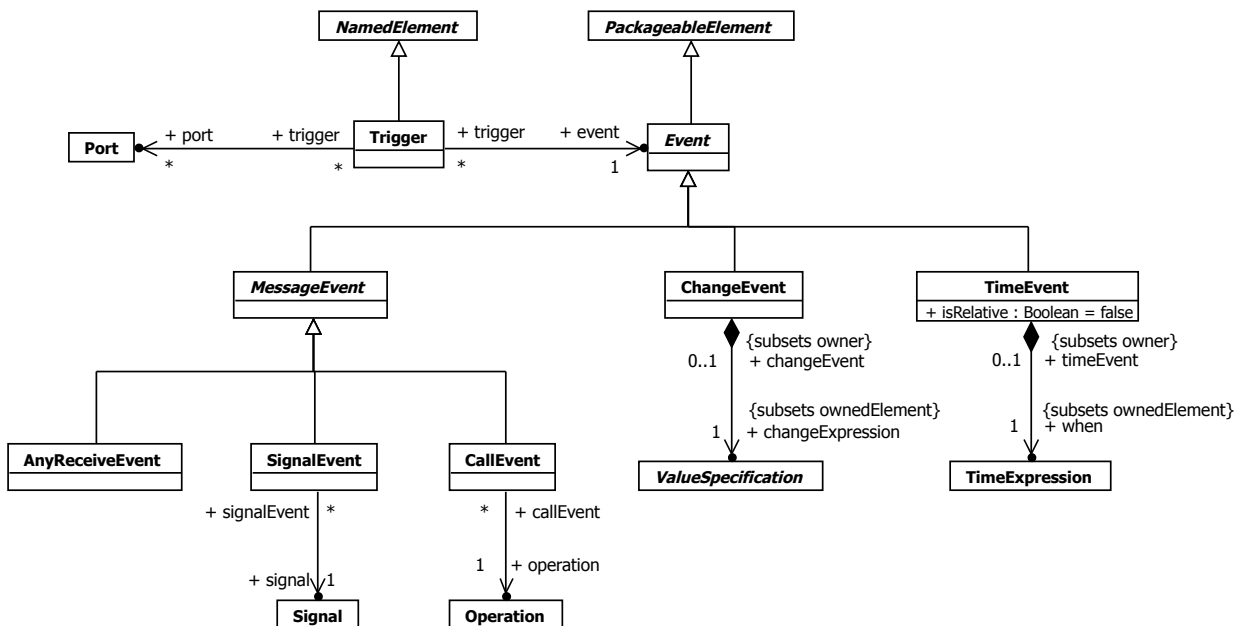 NamedElement
PackageableElement
+ port
+ trigger
Trigger
+ trigger
+ event
Port
Event
*
*
*
1
MessageEvent
ChangeEvent
TimeEvent
+ isRelative : Boolean = false
{subsets owner}
{subsets owner}
0..1
+ changeEvent
0..1
+ timeEvent
{subsets ownedElement}
{subsets ownedElement}
1
+ changeExpression
1
+ when
AnyReceiveEvent
SignalEvent
CallEvent
ValueSpecification
TimeExpression
+ signalEvent
*
*
+ callEvent
1
+ operation
+ signal
1
Signal
Operation